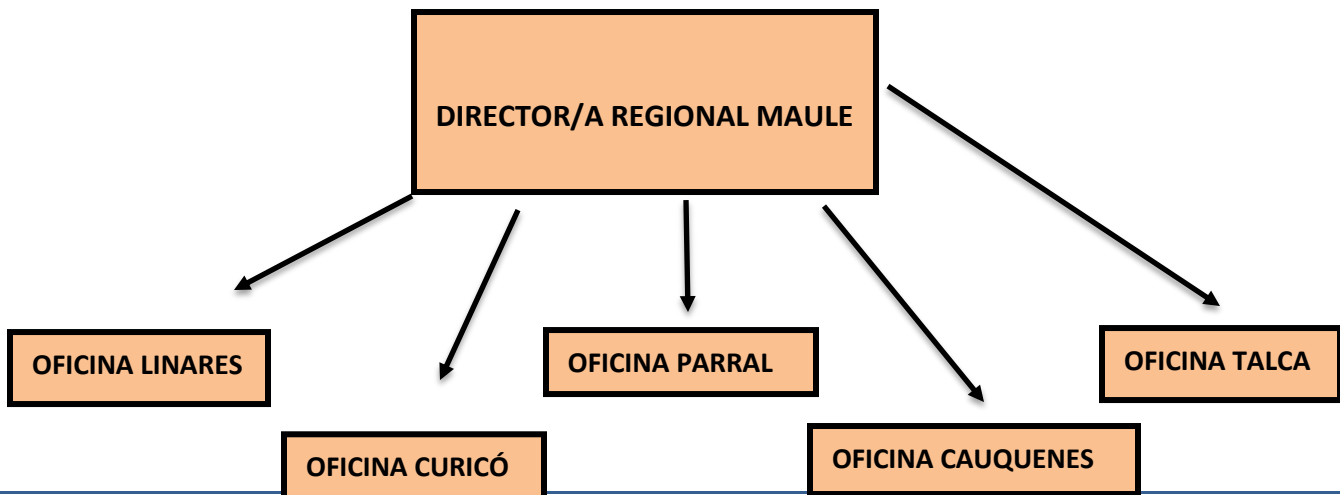 DIRECTOR/A REGIONAL MAULE
OFICINA LINARES
OFICINA PARRAL
OFICINA TALCA
OFICINA CURICÓ
OFICINA CAUQUENES